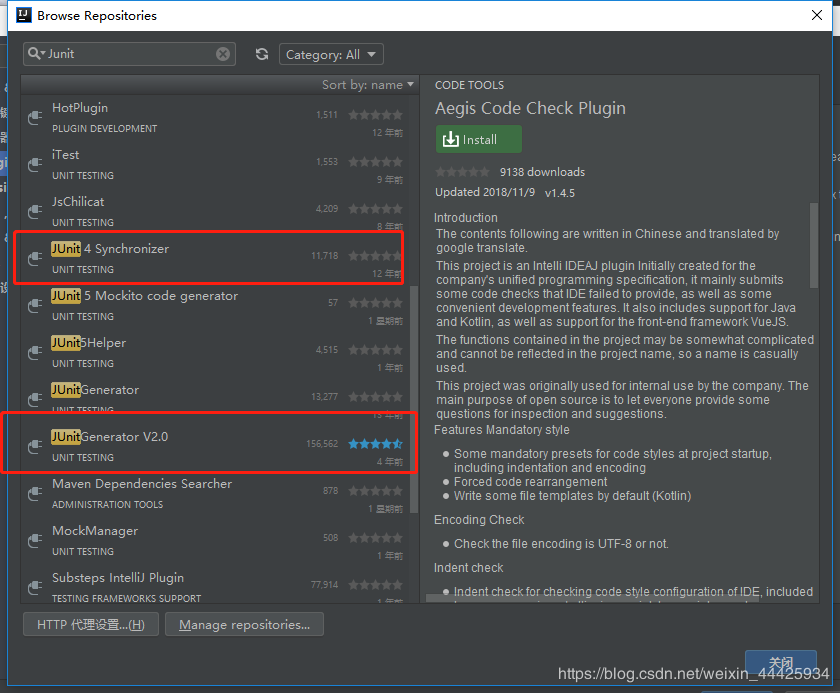 Browse Repositories
Junit
Category: All
Sort by: name
HotPlugin
1,511
PLUGIN DEVELOPMENT
12 年前
iTest
1,553
UNIT TESTING
9 年前
JsChilicat
4,209
UNIT TESTING
8 年前
JUnit 4 Synchronizer
11,718
UNIT TESTING
12 年前
JUnit 5 Mockito code generator
57
UNIT TESTING
1 星期前
JUnit5Helper
4,515
UNIT TESTING
1 年前
JUnitGenerator
13,277
UNIT TESTING
13 年前
JUnitGenerator V2.0
156,562
UNIT TESTING
4 年前
Maven Dependencies Searcher
878
ADMINISTRATION TOOLS
1 星期前
MockManager
508
UNIT TESTING
1 年前
Substeps IntelliJ Plugin
77,914
TESTING FRAMEWORKS SUPPORT
CODE TOOLS
Aegis Code Check Plugin
Install
9138 downloads
Updated 2018/11/9 v1.4.5
Introduction
The contents following are written in Chinese and translated by
google translate.
This project is an Intelli IDEAJ plugin Initially created for the
company's unified programming specification, it mainly submits
some code checks that IDE failed to provide, as well as some
convenient development features. It also includes support for Java
and Kotlin, as well as support for the front-end framework VueJS.
The functions contained in the project may be somewhat complicated
and cannot be reflected in the project name, so a name is casually
used.
This project was originally used for internal use by the company. The
main purpose of open source is to let everyone provide some
questions for inspection and suggestions.
Features Mandatory style
Some mandatory presets for code styles at project startup,
including indentation and encoding
Forced code rearrangement
Write some file templates by default (Kotlin)
Encoding Check
Check the file encoding is UTF-8 or not.
Indent check
Indent check for checking code style configuration of IDE, included
HTTP 代理设置...(H)
Manage repositories...
关闭
https://blog.csdn.net/weixin_44425934